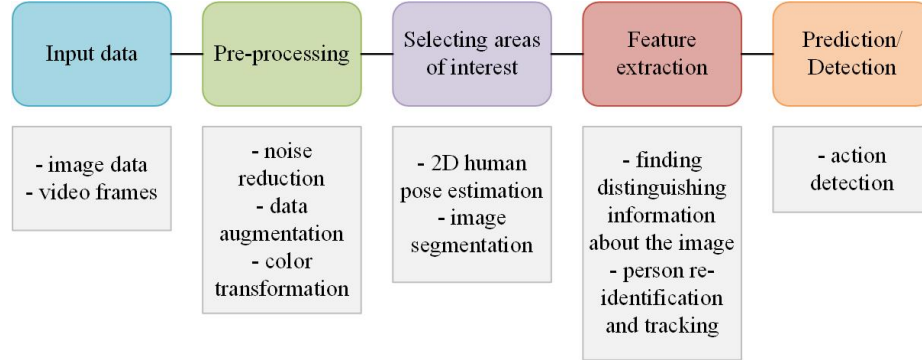 Input data
Pre-processing
Selecting areas
of interest
Feature
extraction
Prediction/
Detection
- image data
- video frames
- noise
reduction
- data
augmentation
- color
transformation
- 2D human
pose estimation
- image
segmentation
- finding
distinguishing
information
about the image
- person re-
identification
and tracking
- action
detection